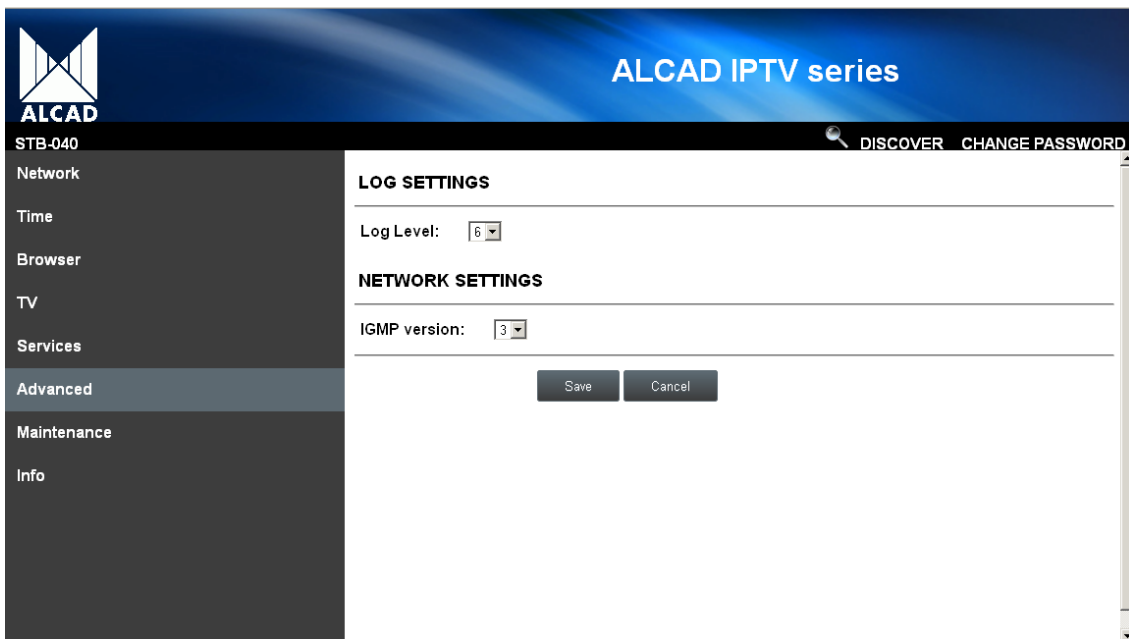 ALCAD
ALCAD IPTV series
STB-040
DISCOVER CHANGE PASSWORD
Network
Time
Browser
TV
Services
Advanced
Maintenance
Info
LOG SETTINGS
Log Level: 6
NETWORK SETTINGS
IGMP version: 3
Save Cancel